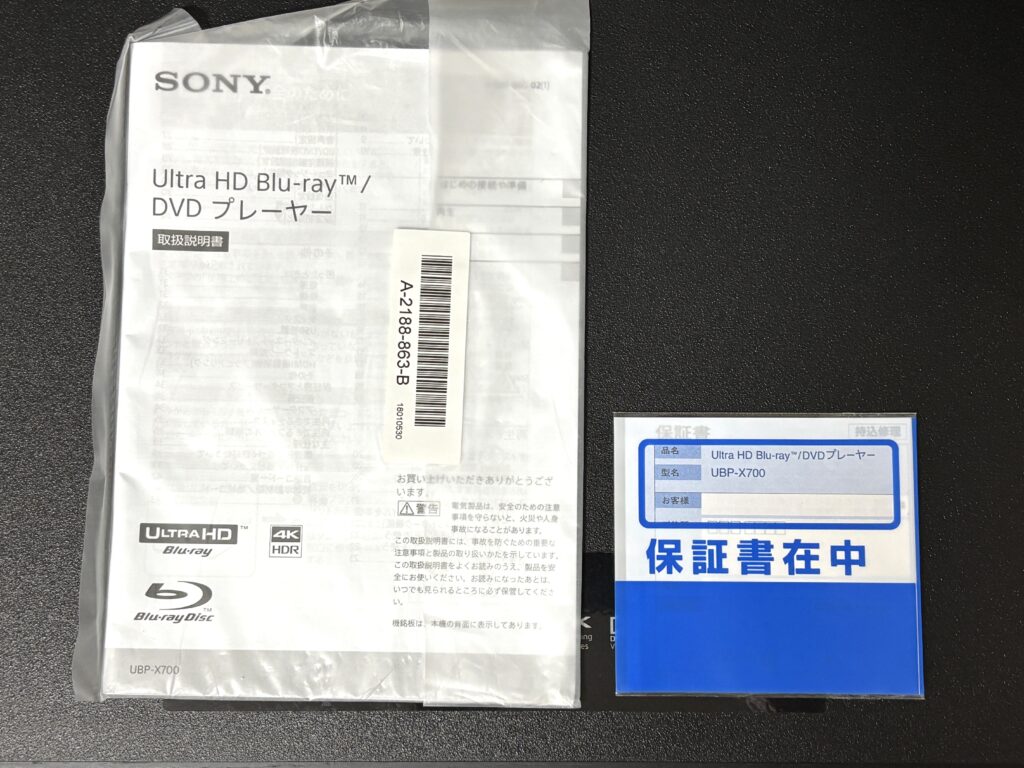 SONY®
Ultra HD Blu-ray™/
DVD プレーヤー
取扱説明書
A-2188-863-B
18010530
お買い上げいただきありがとうござ
います。
警告
電気製品は、安全のための注意
事項を守らないと、火災や人身
事故になることがあります。
この取扱説明書には、事故を防ぐための重要な
注意事項と製品の取り扱いかたを示しています。
この取扱説明書をよくお読みのうえ、製品を安
全にお使いください。お読みになったあとは、
いつでも見られるところに必ず保管してくださ
い。
機銘板は、本機の背面に表示してあります。
ULTRA HD™
Blu-ray
4K
HDR
Blu-ray Disc™
UBP-X700
保証書
持込修理
品名 Ultra HD Blu-ray™/DVDプレーヤー
型名 UBP-X700
お客様
保証書在中